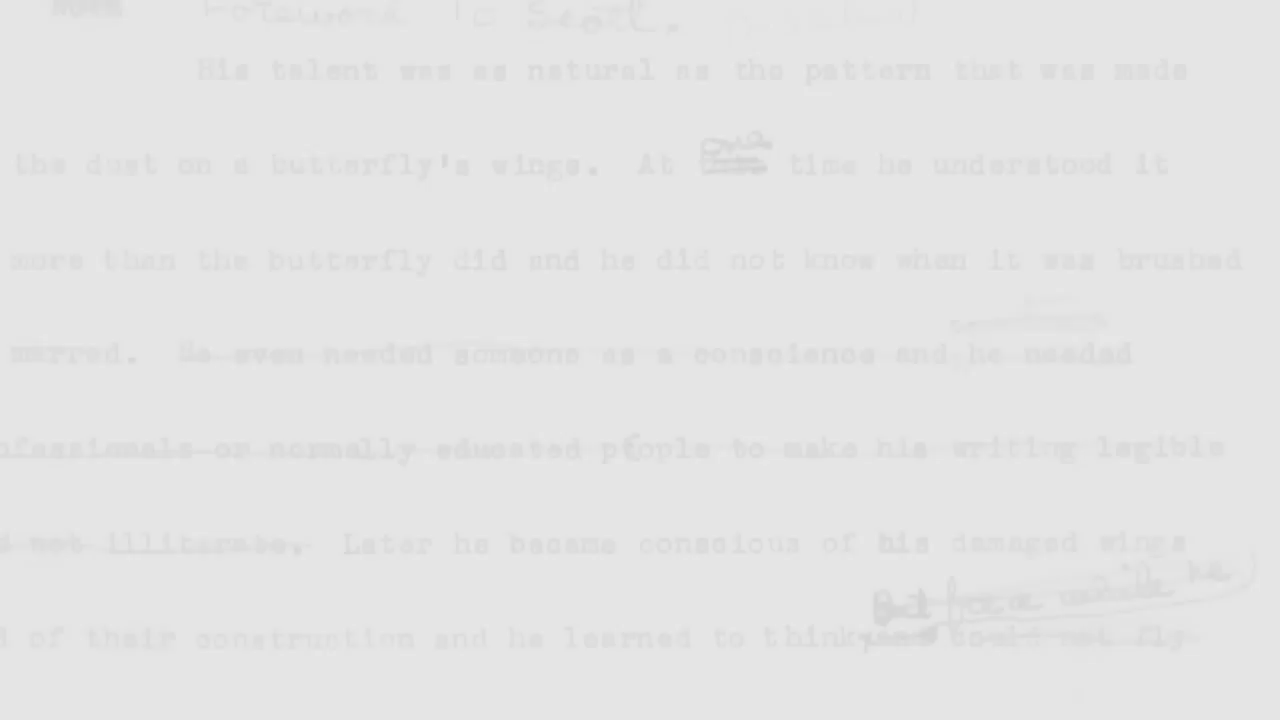 Foreword to Scott.
His talent was as natural as the pattern that was made
the dust on a butterfly's wings. At one time he understood it
more than the butterfly did and he did not know when it was brushed
marred. He even needed someone as a conscience and he needed
ofessionals or normally educated people to make his writing legible
d not illiterate. Later he became conscious of his damaged wings
But for a while he
of their construction and he learned to think, could not fly